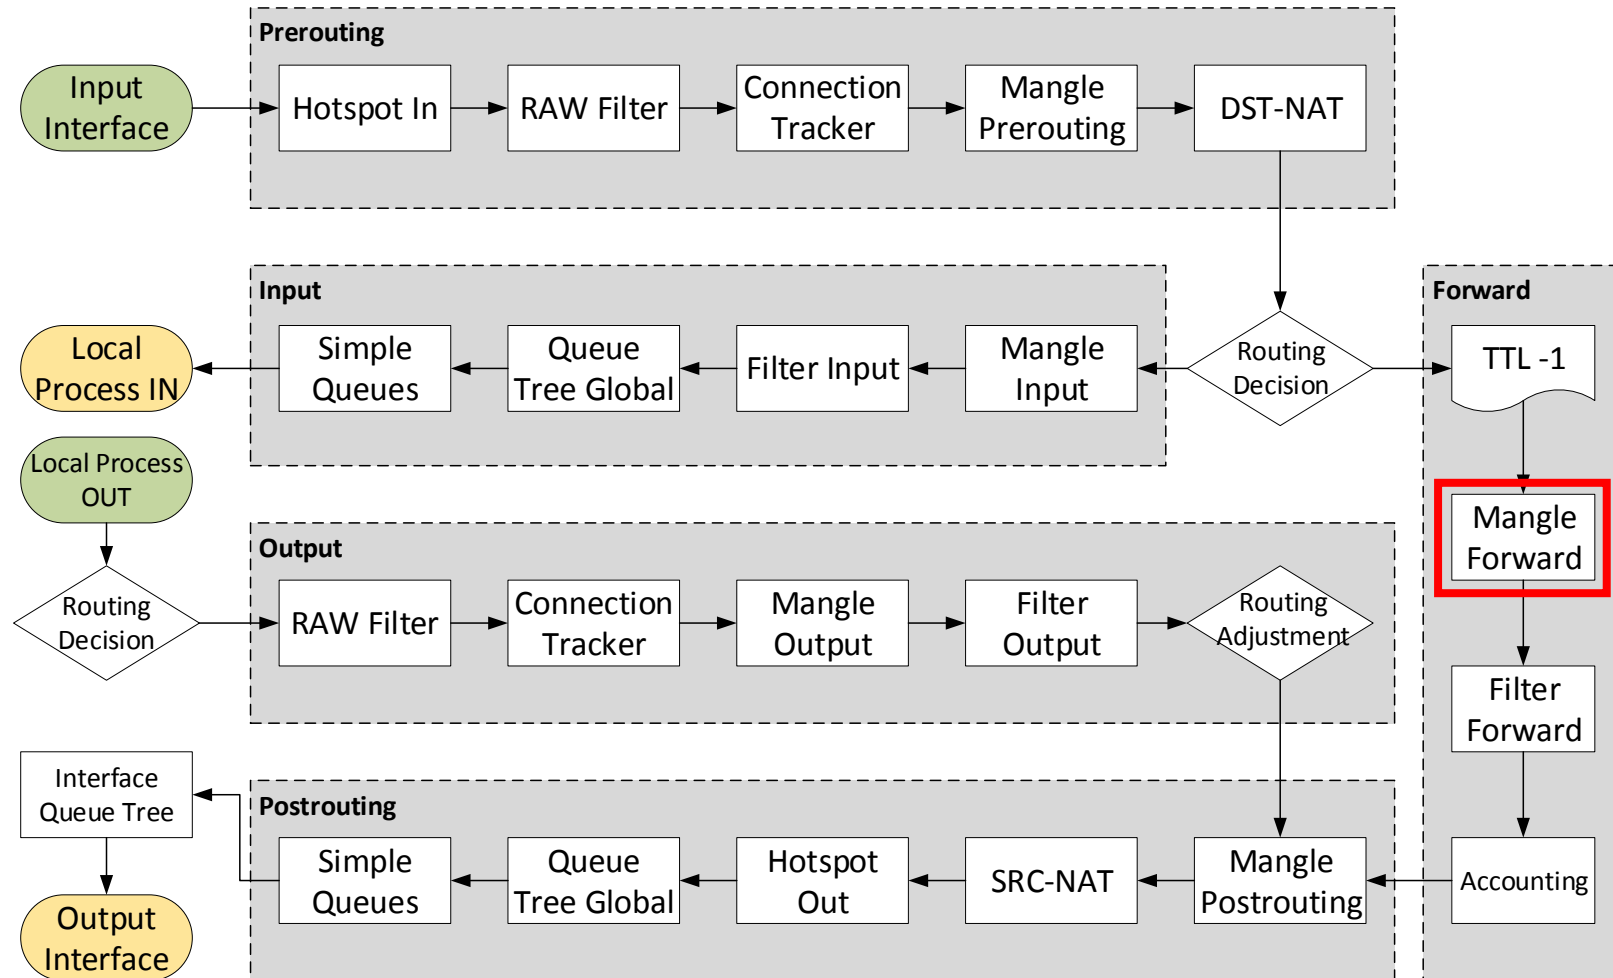 Prerouting
Input
Interface
Hotspot In
RAW Filter
Connection
Tracker
Mangle
Prerouting
DST-NAT
Input
Forward
Local
Process IN
Simple
Queues
Queue
Tree Global
Filter Input
Mangle
Input
Routing
Decision
TTL -1
Local Process
OUT
Mangle
Forward
Output
Routing
Decision
RAW Filter
Connection
Tracker
Mangle
Output
Filter
Output
Routing
Adjustment
Filter
Forward
Interface
Queue Tree
Postrouting
Simple
Queues
Queue
Tree Global
Hotspot
Out
SRC-NAT
Mangle
Postrouting
Accounting
Output
Interface